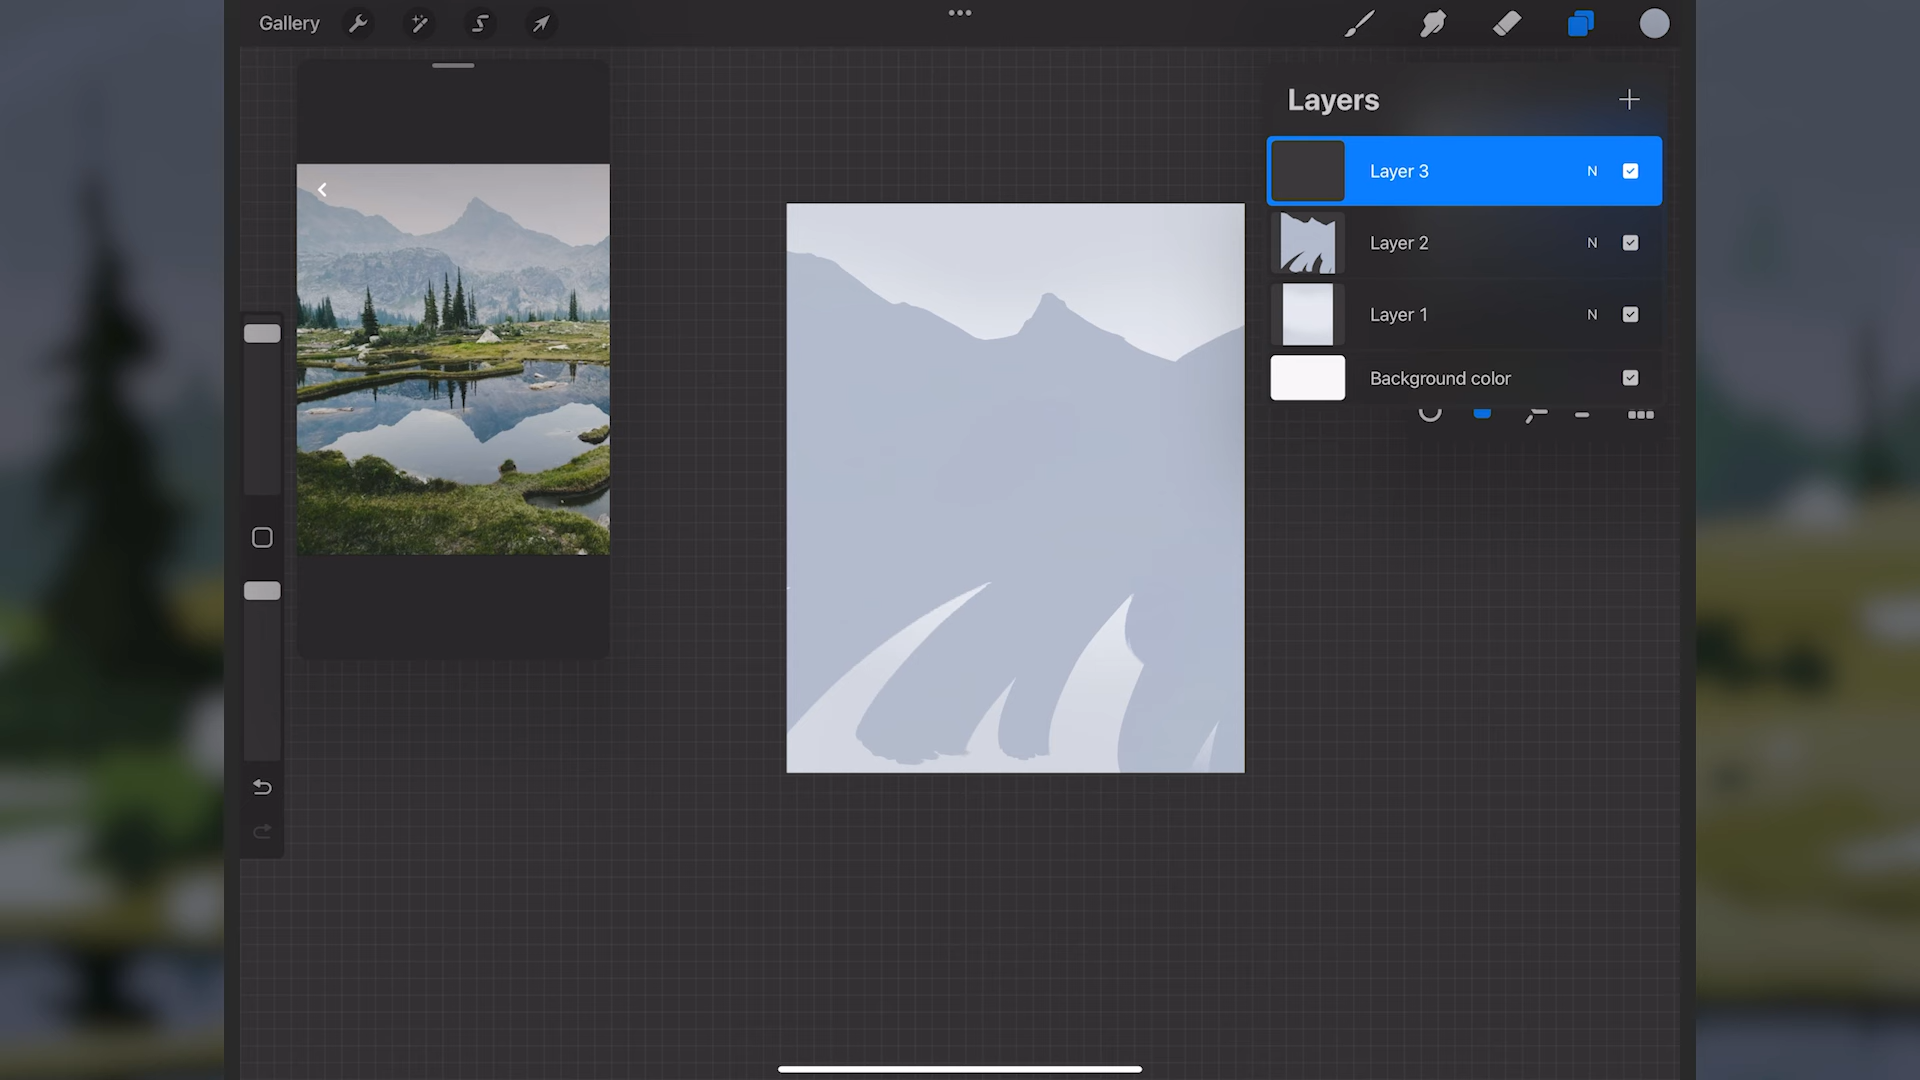 Gallery
Layers
Layer 3 N
Layer 2 N
Layer 1 N
Background color